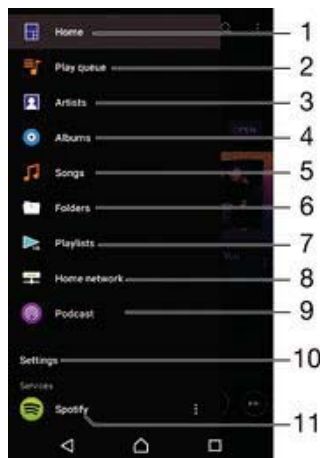 Home 1
Play queue 2
Artists 3
Albums 4
OPEN
Songs 5
Folders 6
Playlists 7
Home network 8
Podcast 9
Settings 10
Services
Spotify 11